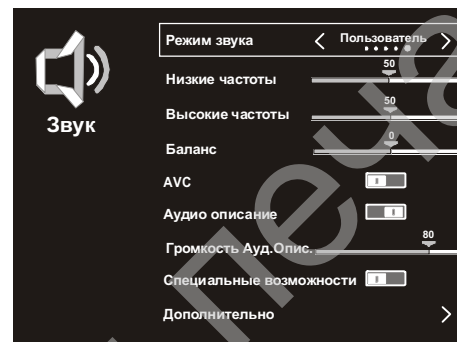 Звук
Режим звука Пользователь
50
Низкие частоты
50
Высокие частоты
0
Баланс
AVC
Аудио описание
80
Громкость Ауд.Опис.
Специальные возможности
Дополнительно